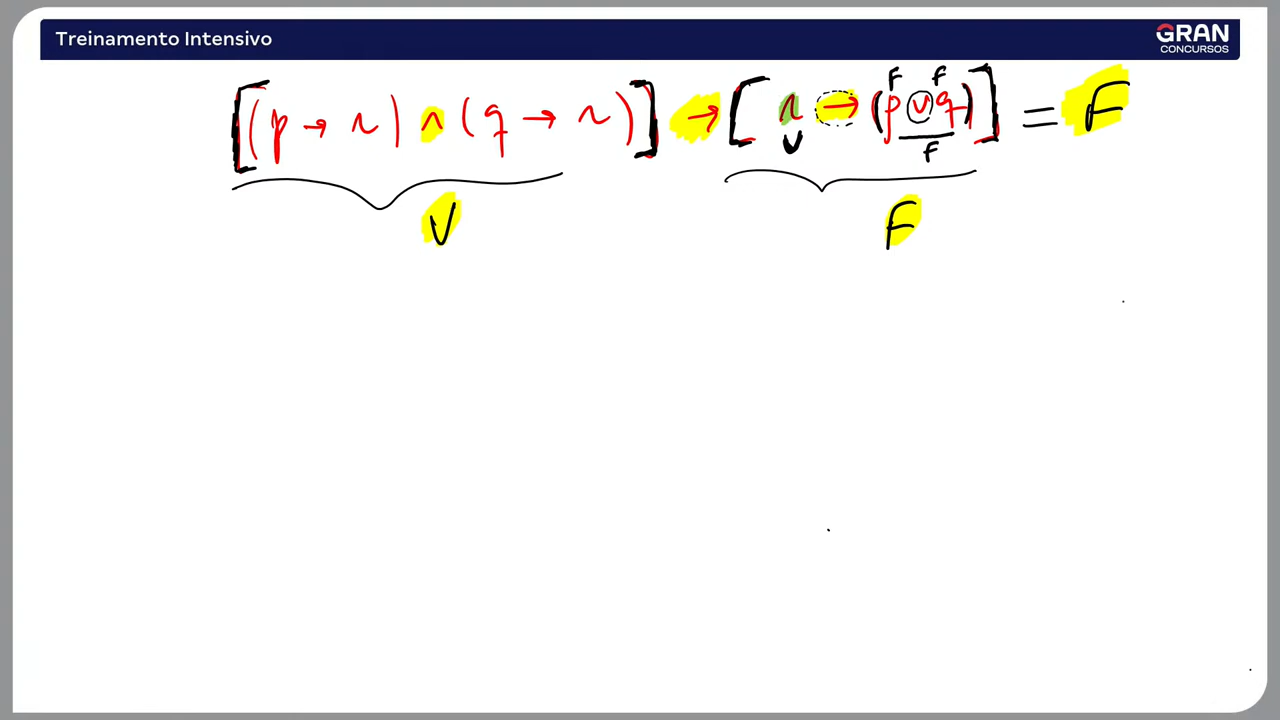 Treinamento Intensivo
GRAN
CONCURSOS
F F
[(p → r) ∧ (q → r)] → [r → (p ∨ q)] = F
V F
V F